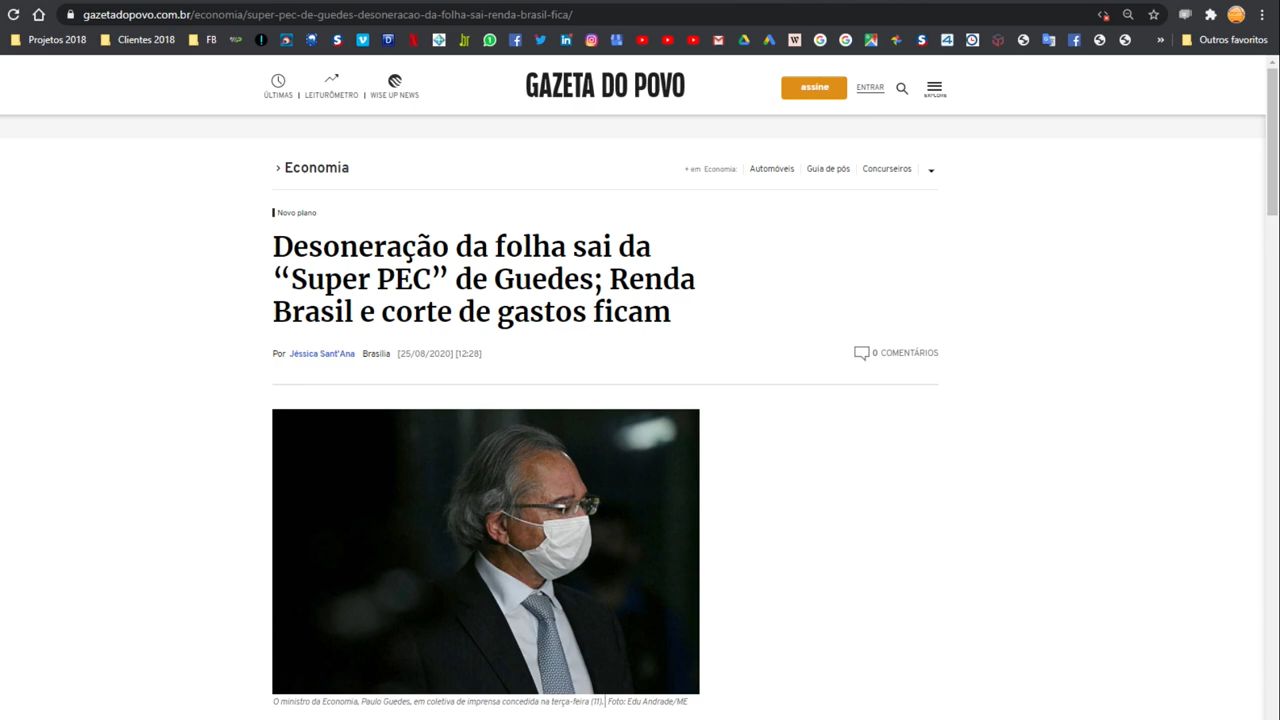 gazetadopovo.com.br/economia/super-pec-de-guedes-desoneracao-da-folha-sai-renda-brasil-fica/
Projetos 2018 Clientes 2018 FB Outros favoritos
ÚLTIMAS | LEITURÔMETRO | WISE UP NEWS
GAZETA DO POVO
assine ENTRAR EXPLORE
› Economia
+ em Economia: Automóveis Guia de pós Concurseiros
Novo plano
Desoneração da folha sai da
“Super PEC” de Guedes; Renda
Brasil e corte de gastos ficam
Por Jéssica Sant'Ana Brasília [25/08/2020] [12:28]
0 COMENTÁRIOS
O ministro da Economia, Paulo Guedes, em coletiva de imprensa concedida na terça-feira (11).| Foto: Edu Andrade/ME